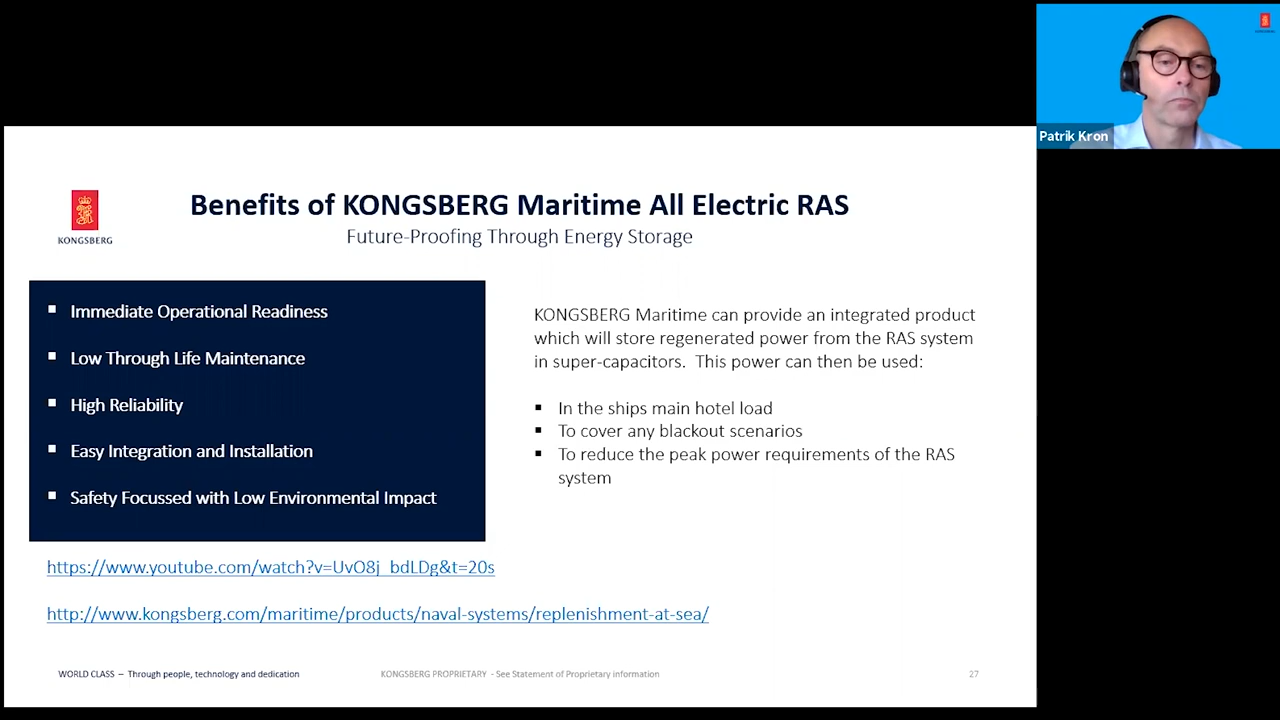 Patrik Kron
KONGSBERG
Benefits of KONGSBERG Maritime All Electric RAS
Future-Proofing Through Energy Storage
Immediate Operational Readiness
Low Through Life Maintenance
High Reliability
Easy Integration and Installation
Safety Focussed with Low Environmental Impact
KONGSBERG Maritime can provide an integrated product
which will store regenerated power from the RAS system
in super-capacitors. This power can then be used:
In the ships main hotel load
To cover any blackout scenarios
To reduce the peak power requirements of the RAS
system
https://www.youtube.com/watch?v=UvO8j_bdLDg&t=20s
http://www.kongsberg.com/maritime/products/naval-systems/replenishment-at-sea/
WORLD CLASS – Through people, technology and dedication
KONGSBERG PROPRIETARY - See Statement of Proprietary information
27